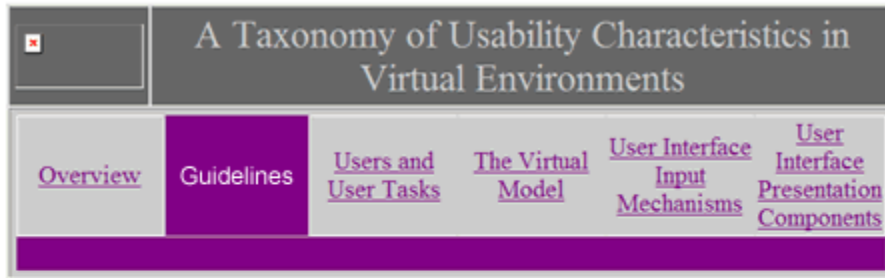 A Taxonomy of Usability Characteristics in
Virtual Environments
Overview
Guidelines
Users and
User Tasks
The Virtual
Model
User Interface
Input
Mechanisms
User
Interface
Presentation
Components